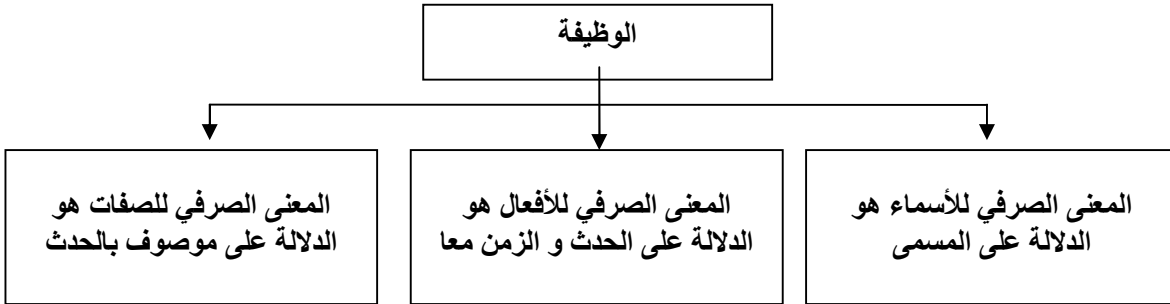 الوظيفة
المعنى الصرفي للأسماء هو
الدلالة على المسمى
المعنى الصرفي للأفعال هو
الدلالة على الحدث و الزمن معا
المعنى الصرفي للصفات هو
الدلالة على موصوف بالحدث